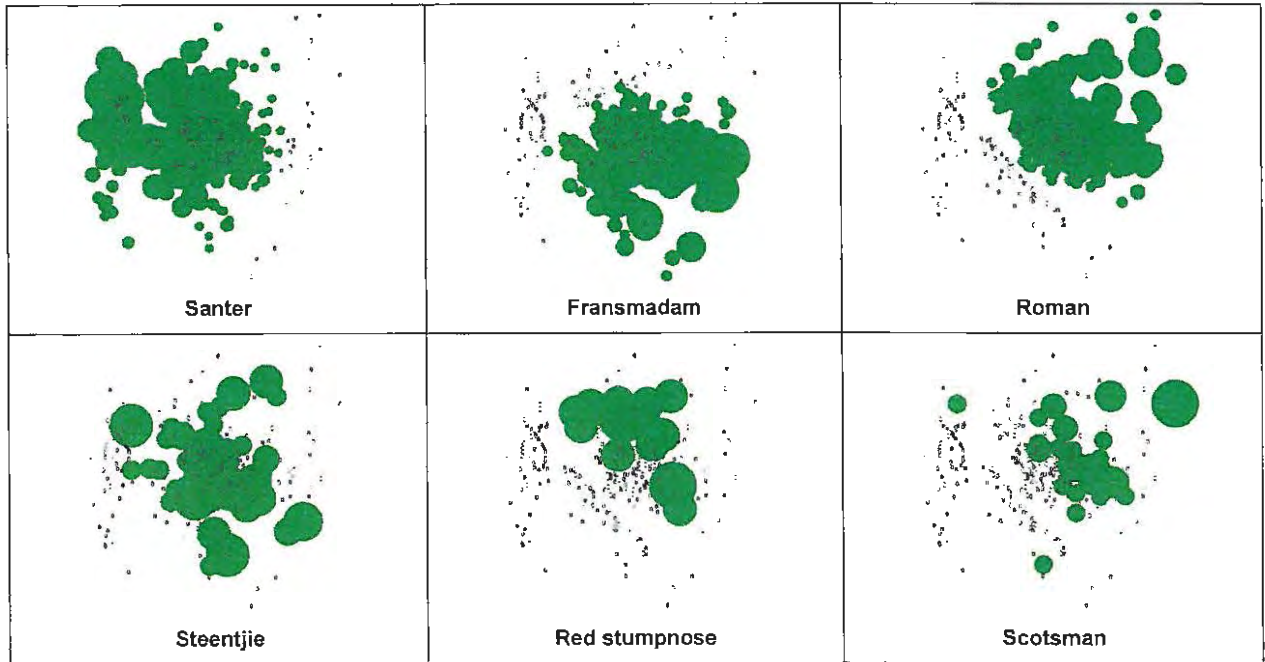 Santer
Fransmadam
Roman
Steentjie
Red stumpnose
Scotsman